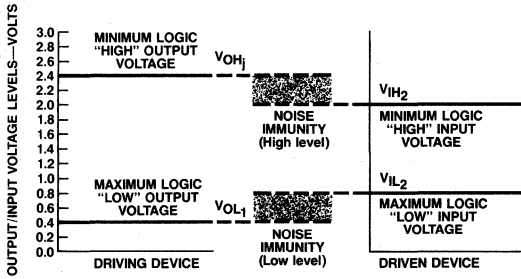 OUTPUT/INPUT VOLTAGE LEVELS—VOLTS
3.0
2.8
2.6
2.4
2.2
2.0
1.8
1.6
1.4
1.2
1.0
0.8
0.6
0.4
0.2
0.0
MINIMUM LOGIC
“HIGH” OUTPUT
VOLTAGE
VOHj
NOISE
IMMUNITY
(High level)
VIH2
MINIMUM LOGIC
“HIGH” INPUT
VOLTAGE
MAXIMUM LOGIC
“LOW” OUTPUT
VOLTAGE
VOL1
NOISE
IMMUNITY
(Low level)
VIL2
MAXIMUM LOGIC
“LOW” INPUT
VOLTAGE
DRIVING DEVICE
DRIVEN DEVICE